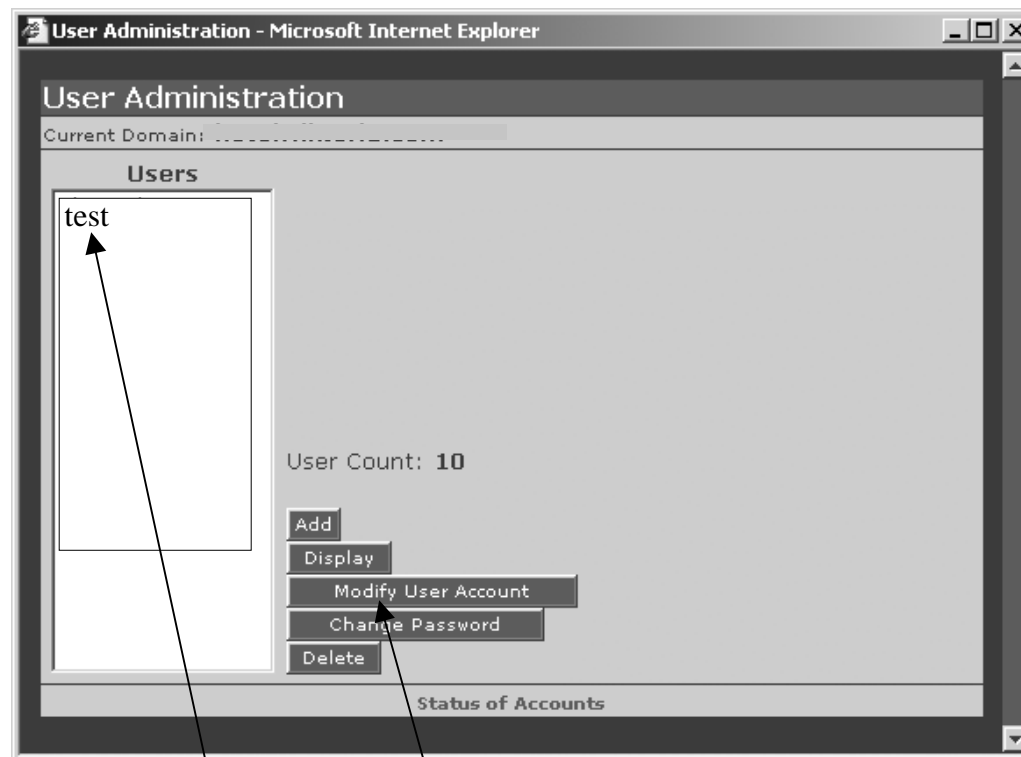 User Administration - Microsoft Internet Explorer
User Administration
Current Domain:
Users
test
User Count: 10
Add
Display
Modify User Account
Change Password
Delete
Status of Accounts